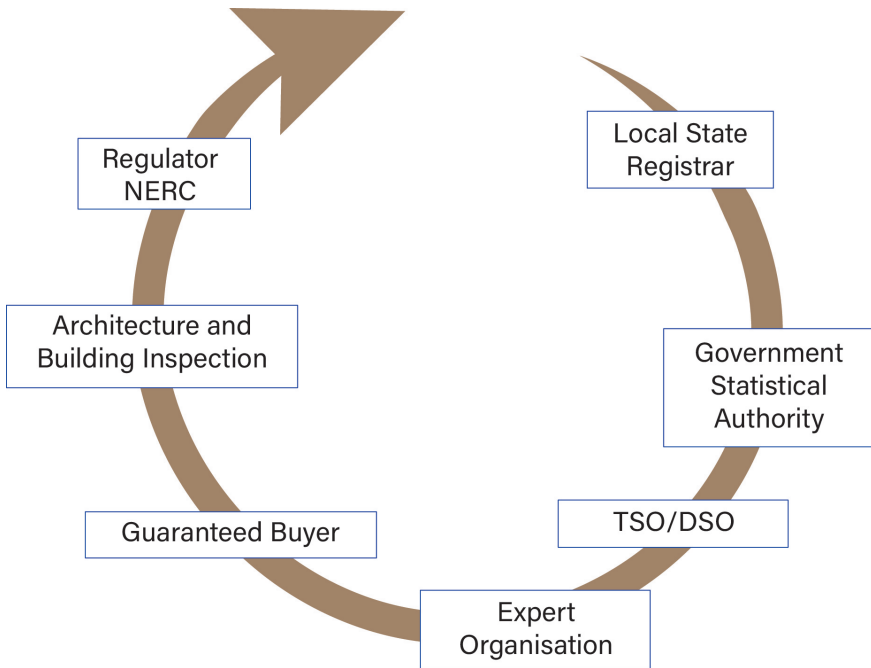 Local State
Registrar
Government
Statistical
Authority
TSO/DSO
Expert
Organisation
Guaranteed Buyer
Architecture and
Building Inspection
Regulator
NERC